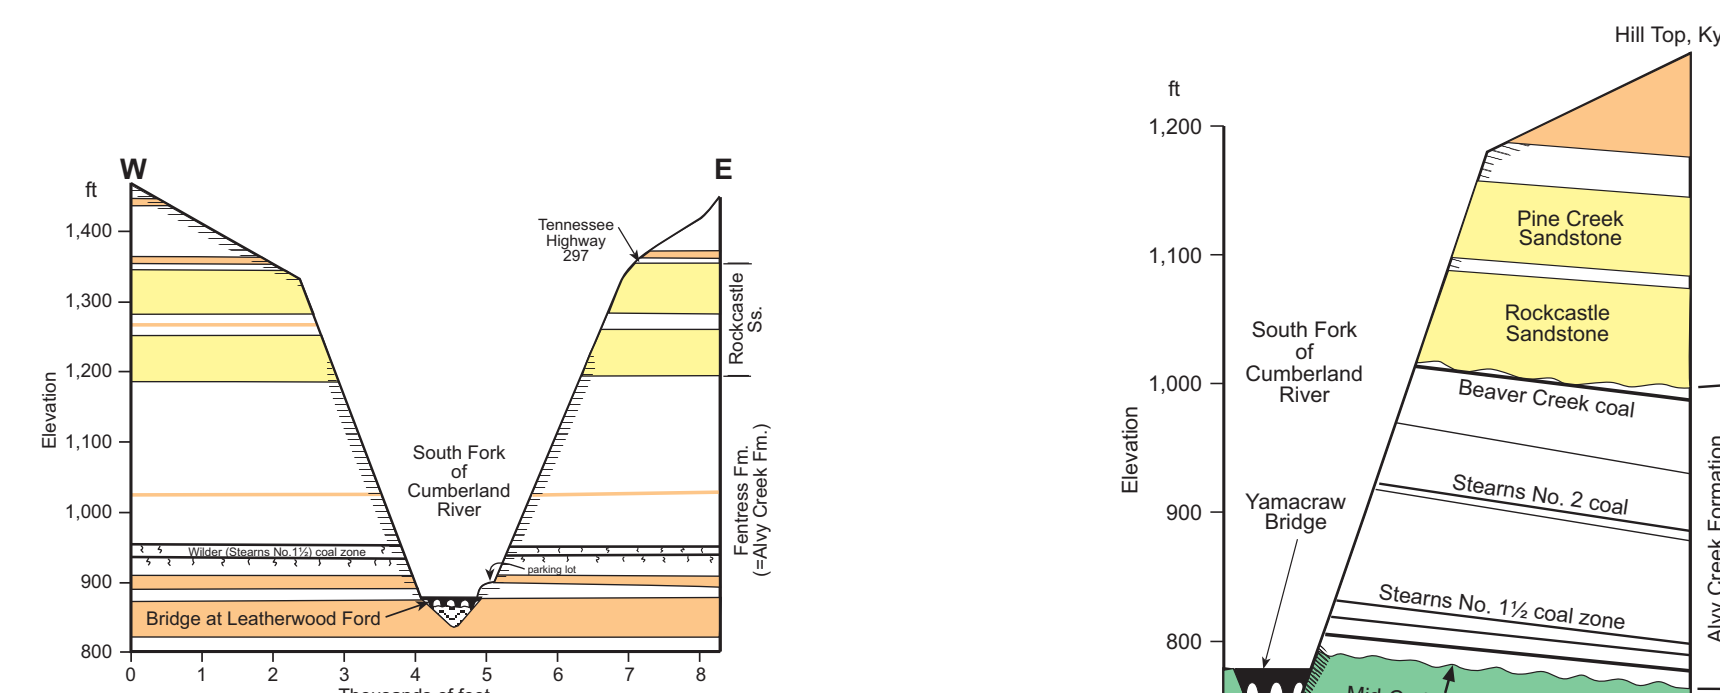 W
E
ft
1,400
1,300
1,200
1,100
1,000
900
800
Elevation
0
1
2
3
4
5
6
7
8
Tennessee
Highway
297
Rockcastle
Ss.
Fentress Fm.
(=Alvy Creek Fm.)
South Fork
of
Cumberland
River
Wilder (Stearns No.1½) coal zone
parking lot
Bridge at Leatherwood Ford
Hill Top, Ky
ft
1,200
1,100
1,000
900
800
Elevation
Pine Creek
Sandstone
Rockcastle
Sandstone
South Fork
of
Cumberland
River
Beaver Creek coal
Stearns No. 2 coal
Yamacraw
Bridge
Stearns No. 1½ coal zone
Alvy Creek Formation